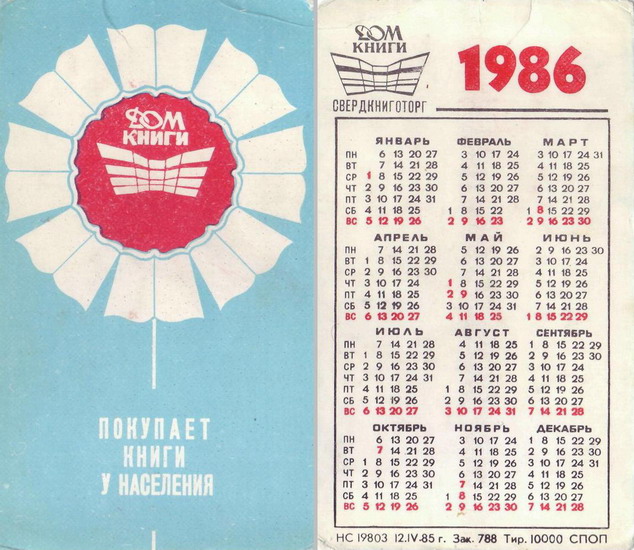 ДОМ
КНИГИ
ПОКУПАЕТ
КНИГИ
У НАСЕЛЕНИЯ
ДОМ
КНИГИ
СВЕРДКНИГОТОРГ
1986
ЯНВАРЬ ФЕВРАЛЬ МАРТ
ПН 6 13 20 27 3 10 17 24 3 10 17 24 31
ВТ 7 14 21 28 4 11 18 25 4 11 18 25
СР 1 8 15 22 29 5 12 19 26 5 12 19 26
ЧТ 2 9 16 23 30 6 13 20 27 6 13 20 27
ПТ 3 10 17 24 31 7 14 21 28 7 14 21 28
СБ 4 11 18 25 1 8 15 22 1 8 15 22 29
ВС 5 12 19 26 2 9 16 23 2 9 16 23 30
АПРЕЛЬ МАЙ ИЮНЬ
ПН 7 14 21 28 5 12 19 26 2 9 16 23 30
ВТ 1 8 15 22 29 6 13 20 27 3 10 17 24
СР 2 9 16 23 30 7 14 21 28 4 11 18 25
ЧТ 3 10 17 24 1 8 15 22 29 5 12 19 26
ПТ 4 11 18 25 2 9 16 23 30 6 13 20 27
СБ 5 12 19 26 3 10 17 24 31 7 14 21 28
ВС 6 13 20 27 4 11 18 25 1 8 15 22 29
ИЮЛЬ АВГУСТ СЕНТЯБРЬ
ПН 7 14 21 28 4 11 18 25 1 8 15 22 29
ВТ 1 8 15 22 29 5 12 19 26 2 9 16 23 30
СР 2 9 16 23 30 6 13 20 27 3 10 17 24
ЧТ 3 10 17 24 31 7 14 21 28 4 11 18 25
ПТ 4 11 18 25 1 8 15 22 29 5 12 19 26
СБ 5 12 19 26 2 9 16 23 30 6 13 20 27
ВС 6 13 20 27 3 10 17 24 31 7 14 21 28
ОКТЯБРЬ НОЯБРЬ ДЕКАБРЬ
ПН 6 13 20 27 3 10 17 24 1 8 15 22 29
ВТ 7 14 21 28 4 11 18 25 2 9 16 23 30
СР 1 8 15 22 29 5 12 19 26 3 10 17 24 31
ЧТ 2 9 16 23 30 6 13 20 27 4 11 18 25
ПТ 3 10 17 24 31 7 14 21 28 5 12 19 26
СБ 4 11 18 25 1 8 15 22 29 6 13 20 27
ВС 5 12 19 26 2 9 16 23 30 7 14 21 28
НС 19803 12.IV-85 г. Зак. 788 Тир. 10000 СПОП